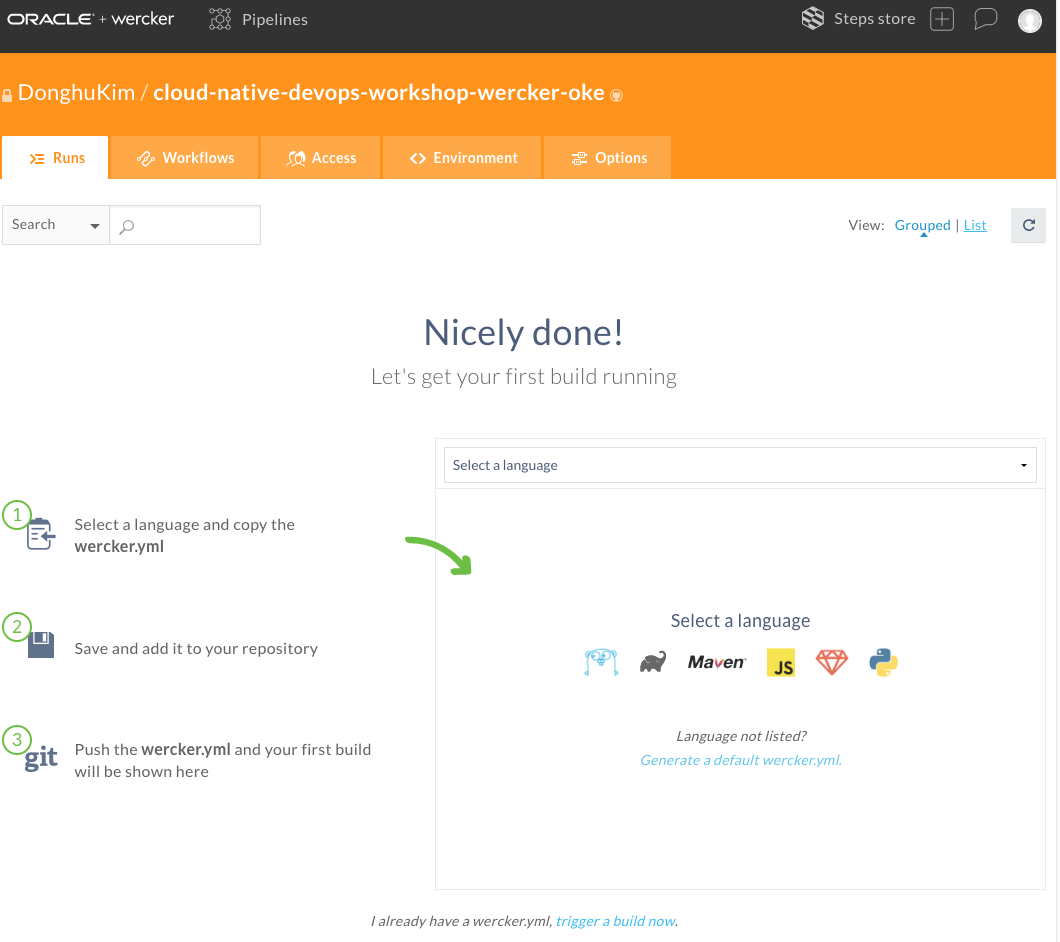 ORACLE + wercker
Pipelines
Steps store
DonghuKim / cloud-native-devops-workshop-wercker-oke
Runs
Workflows
Access
Environment
Options
Search
View: Grouped | List
Nicely done!
Let's get your first build running
Select a language
1
Select a language and copy the
wercker.yml
2
Save and add it to your repository
3
git
Push the wercker.yml and your first build
will be shown here
Select a language
Maven
JS
Language not listed?
Generate a default wercker.yml.
I already have a wercker.yml, trigger a build now.